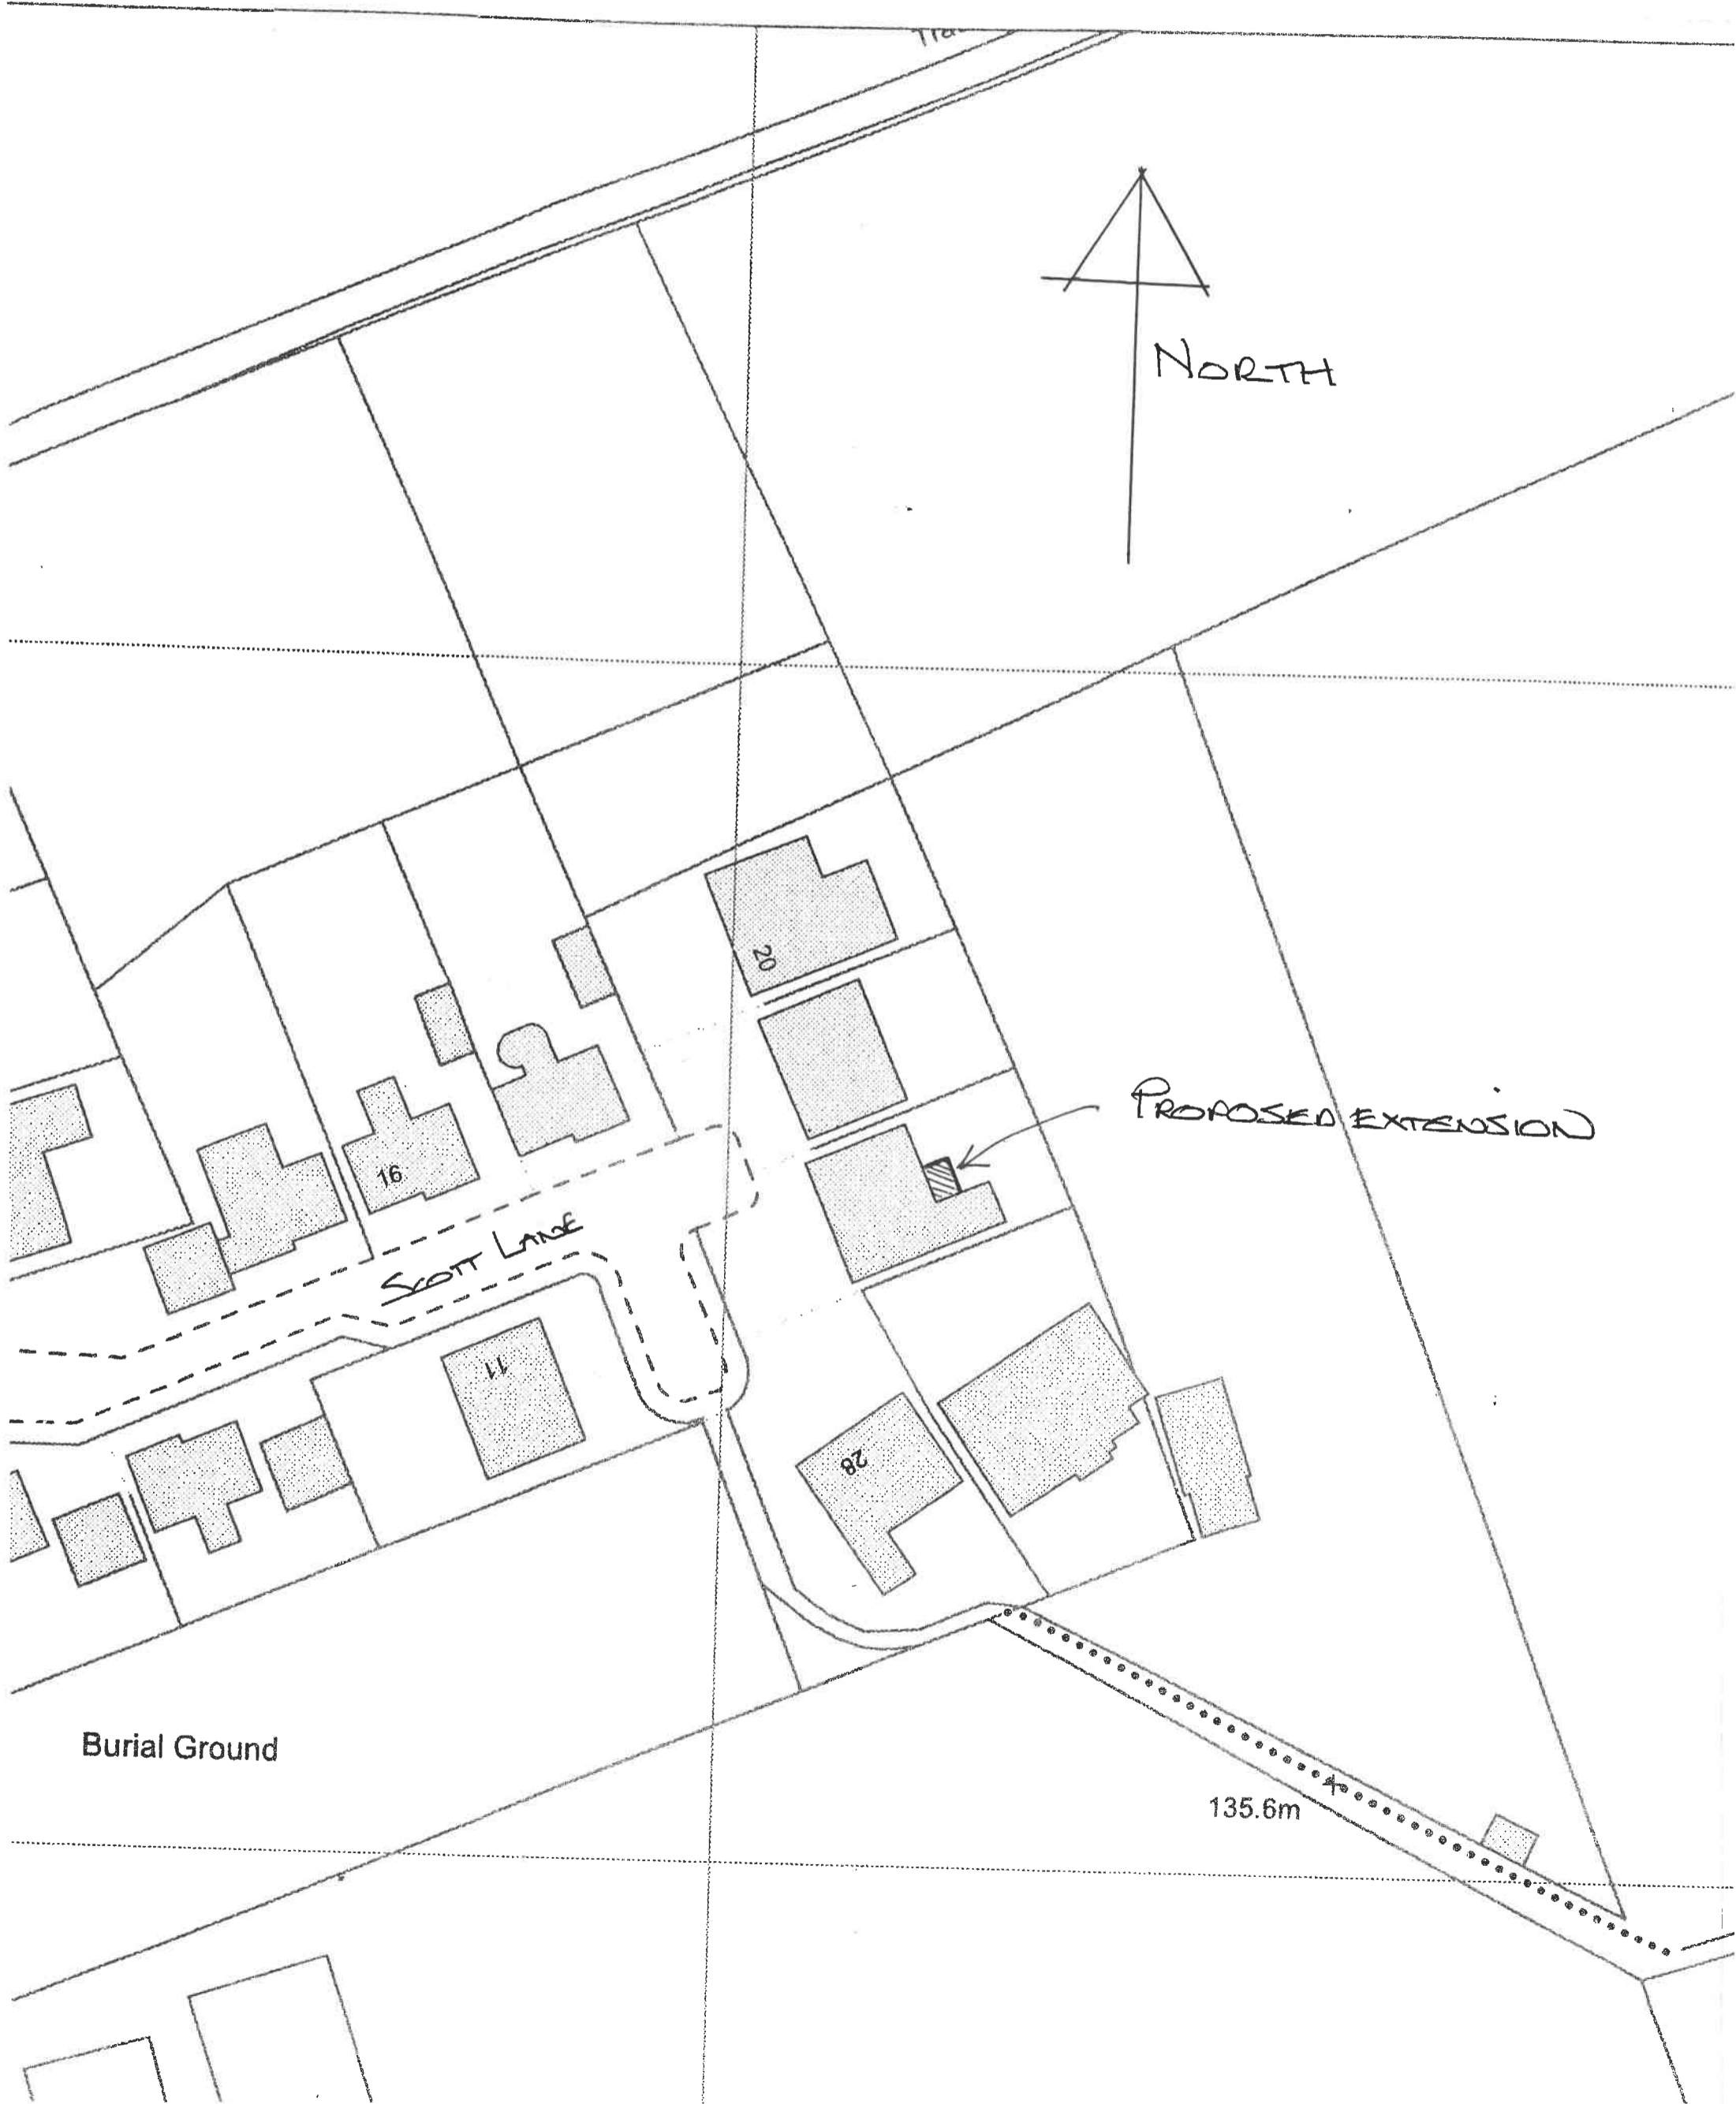 NORTH
20
PROPOSED EXTENSION
16
SCOTT LANE
11
28
Burial Ground
135.6m